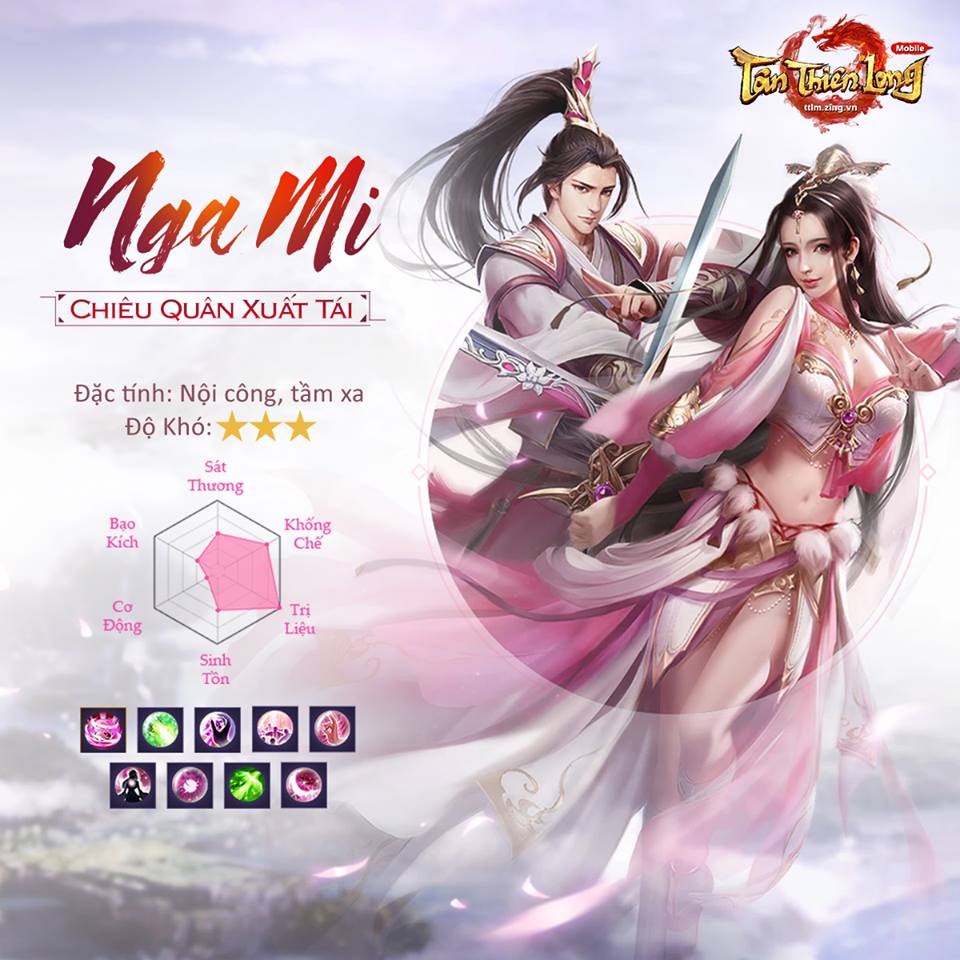 Mobile
Tân Thiên Long
ttlm.zing.vn
Nga Mi
CHIÊU QUÂN XUẤT TÁI
Đặc tính: Nội công, tầm xa
Độ Khó:
Sát
Thương
Bạo
Kích
Khống
Chế
Cơ
Động
Trị
Liệu
Sinh
Tồn